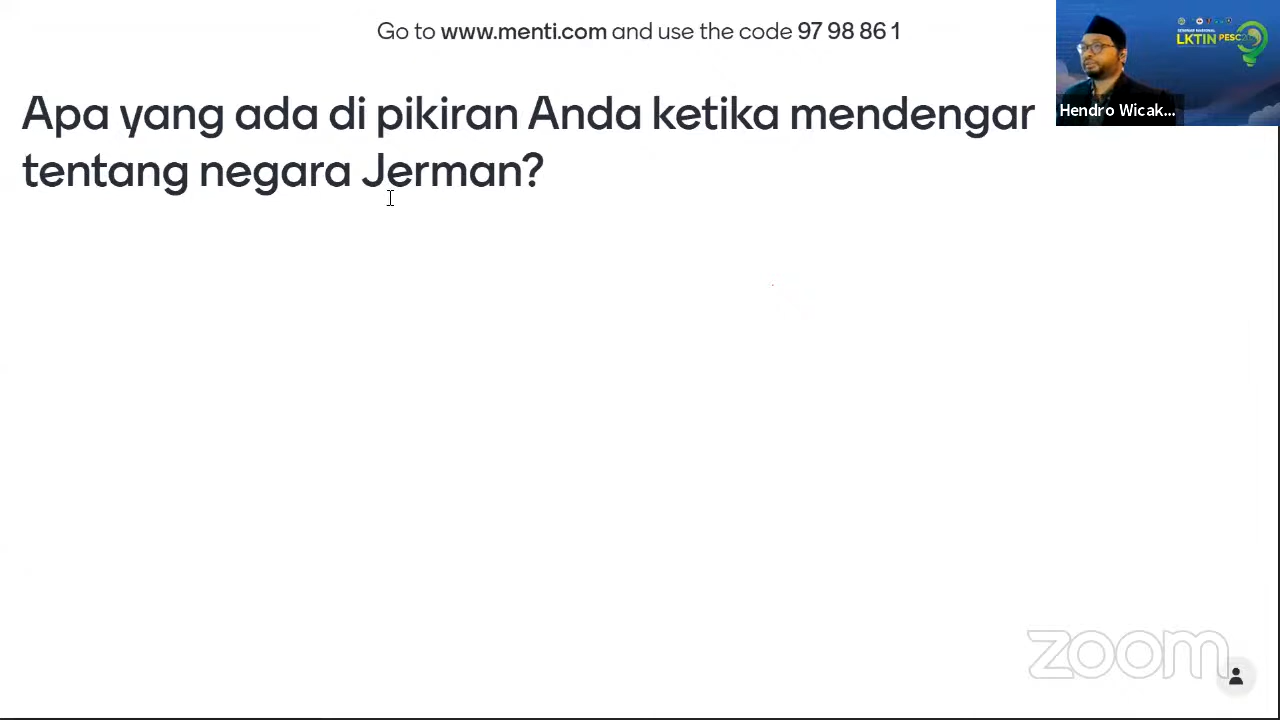 Go to www.menti.com and use the code 97 98 86 1
Apa yang ada di pikiran Anda ketika mendengar
tentang negara Jerman?
LKTIN PESC
Hendro Wicak...
zoom